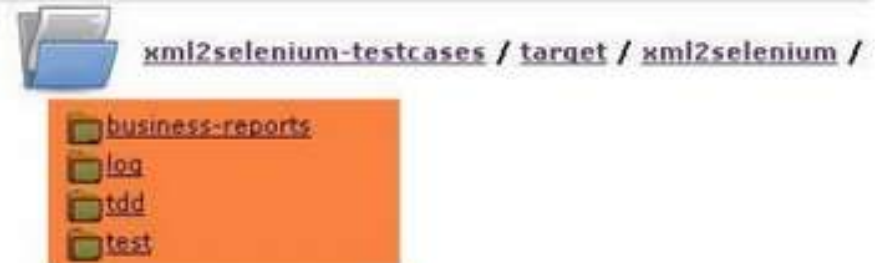 xml2selenium-testcases / target / xml2selenium /
business-reports
log
tdd
test